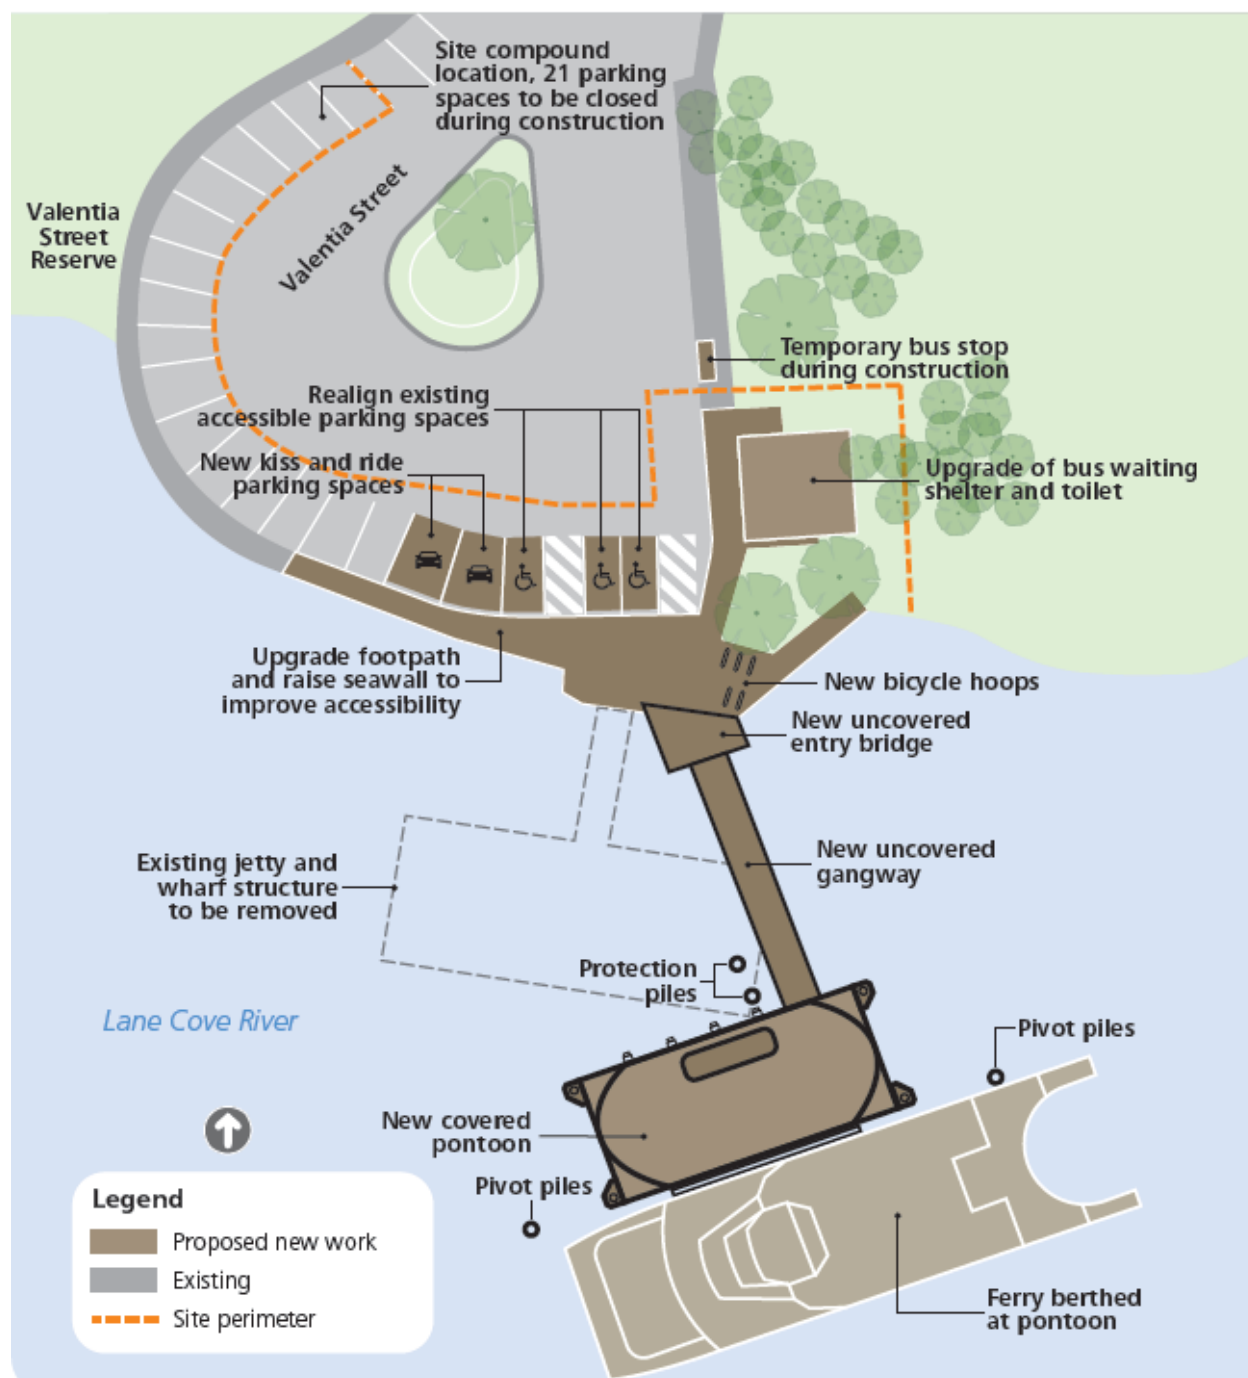 Site compound
location, 21 parking
spaces to be closed
during construction
Valentia
Street
Reserve
Valentia Street
Temporary bus stop
during construction
Realign existing
accessible parking spaces
New kiss and ride
parking spaces
Upgrade of bus waiting
shelter and toilet
Upgrade footpath
and raise seawall to
improve accessibility
New bicycle hoops
New uncovered
entry bridge
Existing jetty and
wharf structure
to be removed
New uncovered
gangway
Protection
piles
Lane Cove River
Pivot piles
New covered
pontoon
Pivot piles
Legend
Proposed new work
Existing
Site perimeter
Ferry berthed
at pontoon